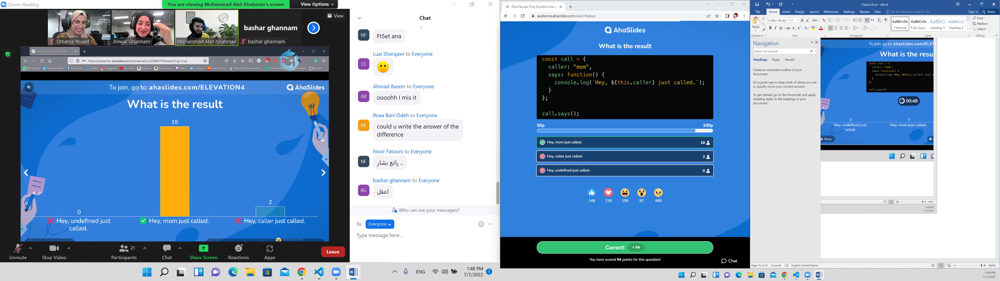 Zoom Meeting
You are viewing Mohammad Abd Alrahman's screen
View Options
View
Omama Yousef
Anwar Ghannam
Mohammad Abd Alrahman
bashar ghannam
bashar ghannam
Quiz Review 0 - AhaSlides
https://presenter.ahaslides.com/presentation/2898919?presenting=true
WhatsApp
Telegram Web
Facebook
Twitter
Instagram
YouTube
Amazon
Amazon.de
Twitch
LinkedIn
SoundCloud
linkedin skill assessme...
Python Mastery
Elevation
Rawabi
To join, go to: ahaslides.com/ELEVATION4
AhaSlides
What is the result
18
2
0
Hey, undefined just
called.
Hey, mom just called.
Hey, caller just called.
Unmute
Stop Video
21
Participants
Chat
Share Screen
Reactions
Apps
Leave
Chat
NF
Ft5et ana
Luai Sharqawi to Everyone
LS
Ahmad Basem to Everyone
AB
oooohh I mis it
Roaa Bani Odeh to Everyone
RB
could u write the answer of the
difference
Noor Fatouni to Everyone
NF
رائع بشار ..
bashar ghannam to Everyone
BG
اعقل
Who can see your messages?
To:
Everyone
Type message here...
ENG
1:48 PM
7/7/2022
1
Quiz Review 0 by Elevation Educa
audience.ahaslides.com/aw2r3lwkue
AhaSlides
What is the result
const call = {
caller: "mom",
says: function() {
console.log(`Hey, ${this.caller} just called.`);
}
};
call.says();
50p
100p
Hey, mom just called.
18
Hey, caller just called.
2
Hey, undefined just called.
0
148
219
109
97
468
Correct!
+ 94
You have scored 94 points for this question!
Chat
Class5.docx - Word
File
Home
Insert
Design
Layout
References
Mailings
Review
View
Tell me what you want to do...
Sign in
Share
Paste
Clipboard
Calibri (Body)
11
Font
Paragraph
AaBbCcDc
¶ Normal
AaBbCcDc
¶ No Spac...
AaBbCc
Heading 1
AaBbCcE
Heading 2
Styles
Find
Replace
Select
Editing
Navigation
Search document
Headings
Pages
Results
Create an interactive outline of your
document.
It's a great way to keep track of where you are
or quickly move your content around.
To get started, go to the Home tab and apply
Heading styles to the headings in your
document.
To join, go to: ahaslides.com/ELEV
What is the resu
const call = {
caller: "mom",
says: function() {
console.log(`Hey, ${this.caller} just c
}
};
call.says();
00:48
0
Hey, undefined just
called.
0
Hey, mom just called.
Menu
480%
1:48 PM
7/7/2022
Page 15 of 15
5 words
English (United States)
480%
1:48 PM
7/7/2022